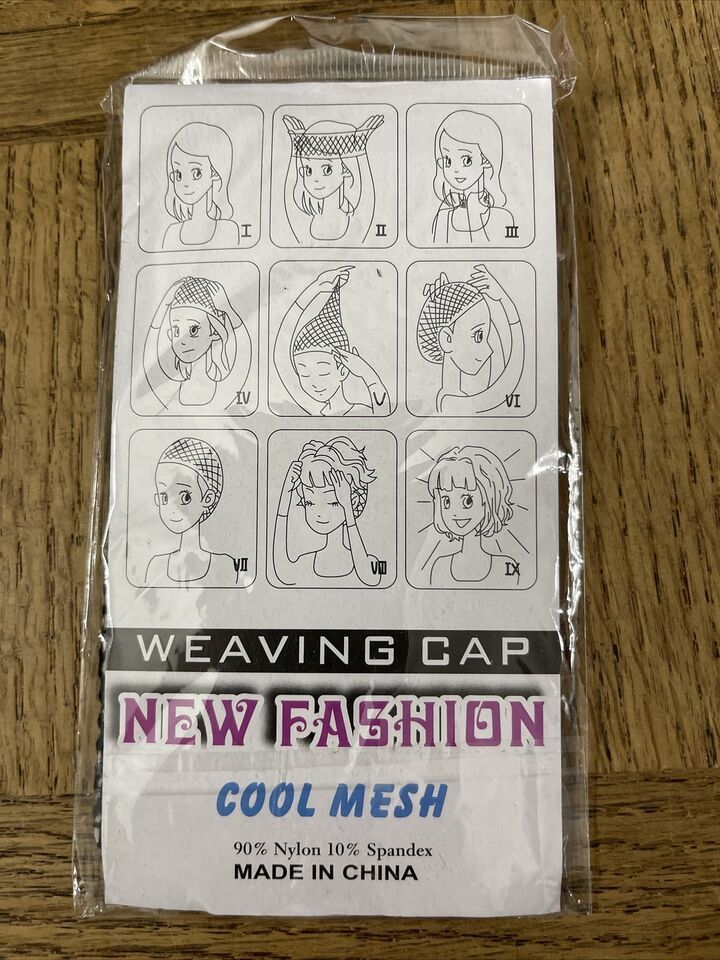 I
II
III
IV
V
VI
VII
VIII
IX
WEAVING CAP
NEW FASHION
COOL MESH
90% Nylon 10% Spandex
MADE IN CHINA